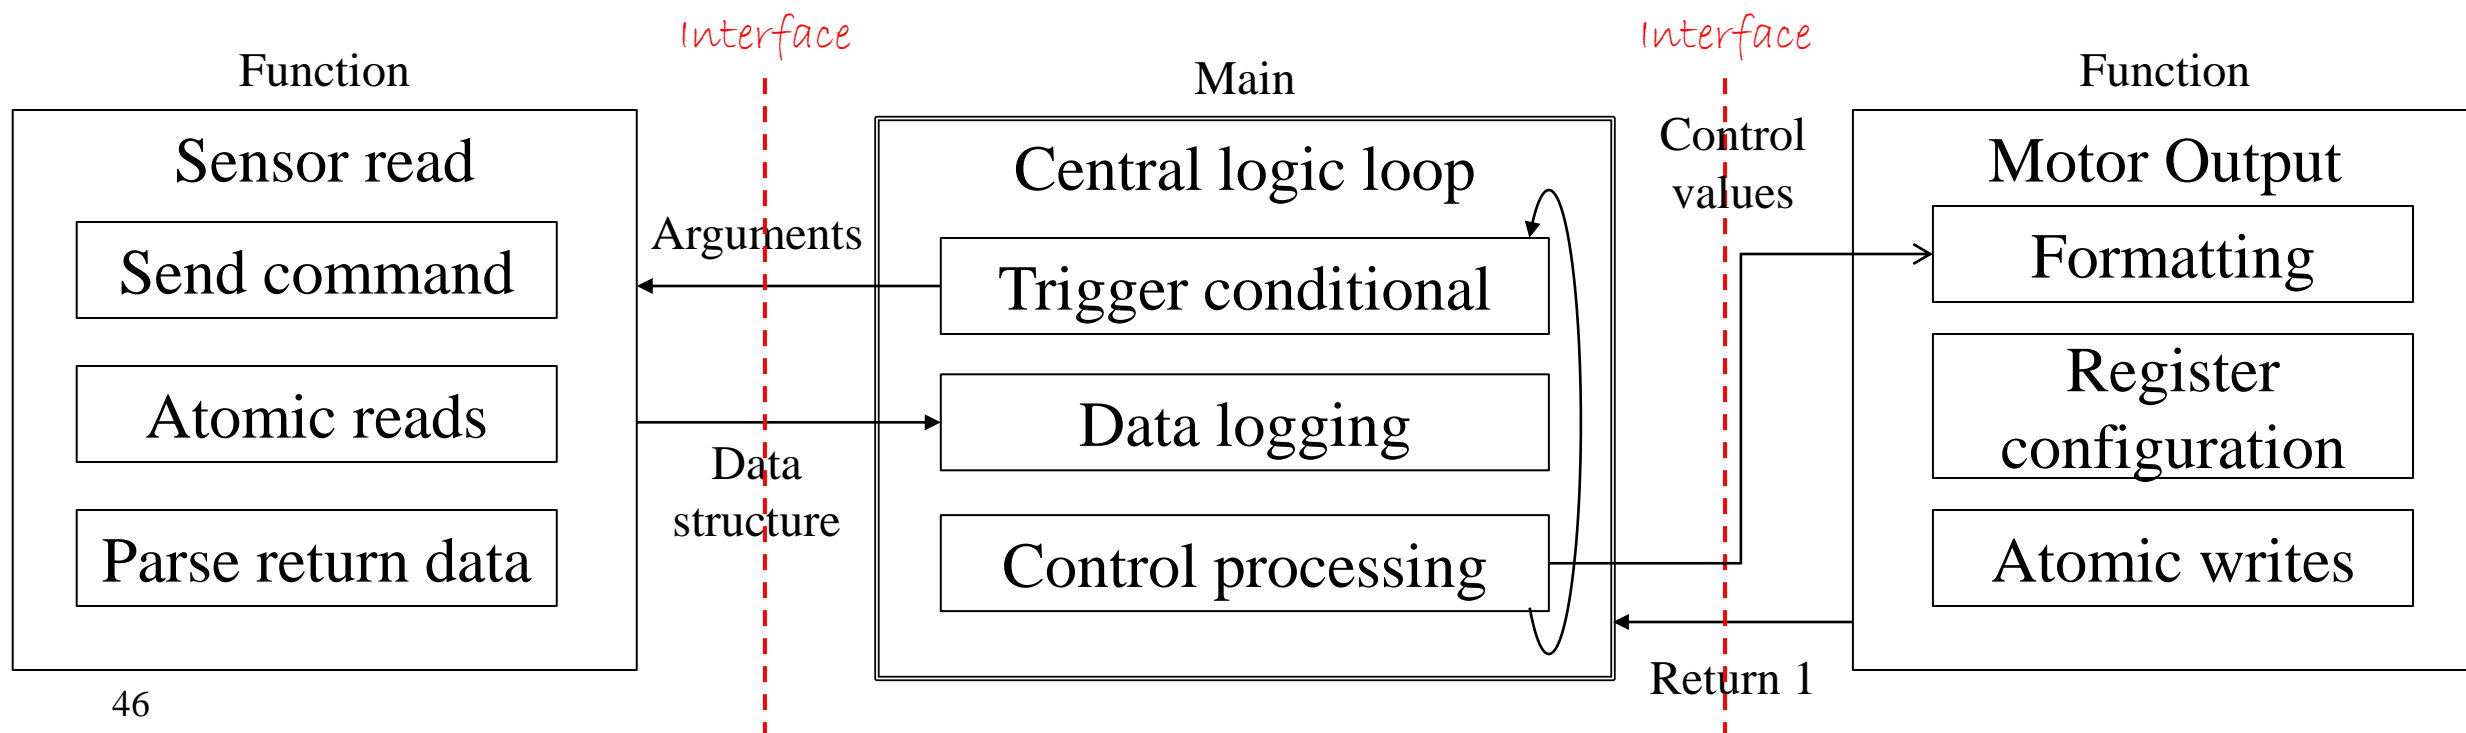 Interface
Interface
Function
Main
Function
Sensor read
Send command
Atomic reads
Parse return data
Arguments
Data
structure
Central logic loop
Trigger conditional
Data logging
Control processing
Control
values
Return 1
Motor Output
Formatting
Register
configuration
Atomic writes
46